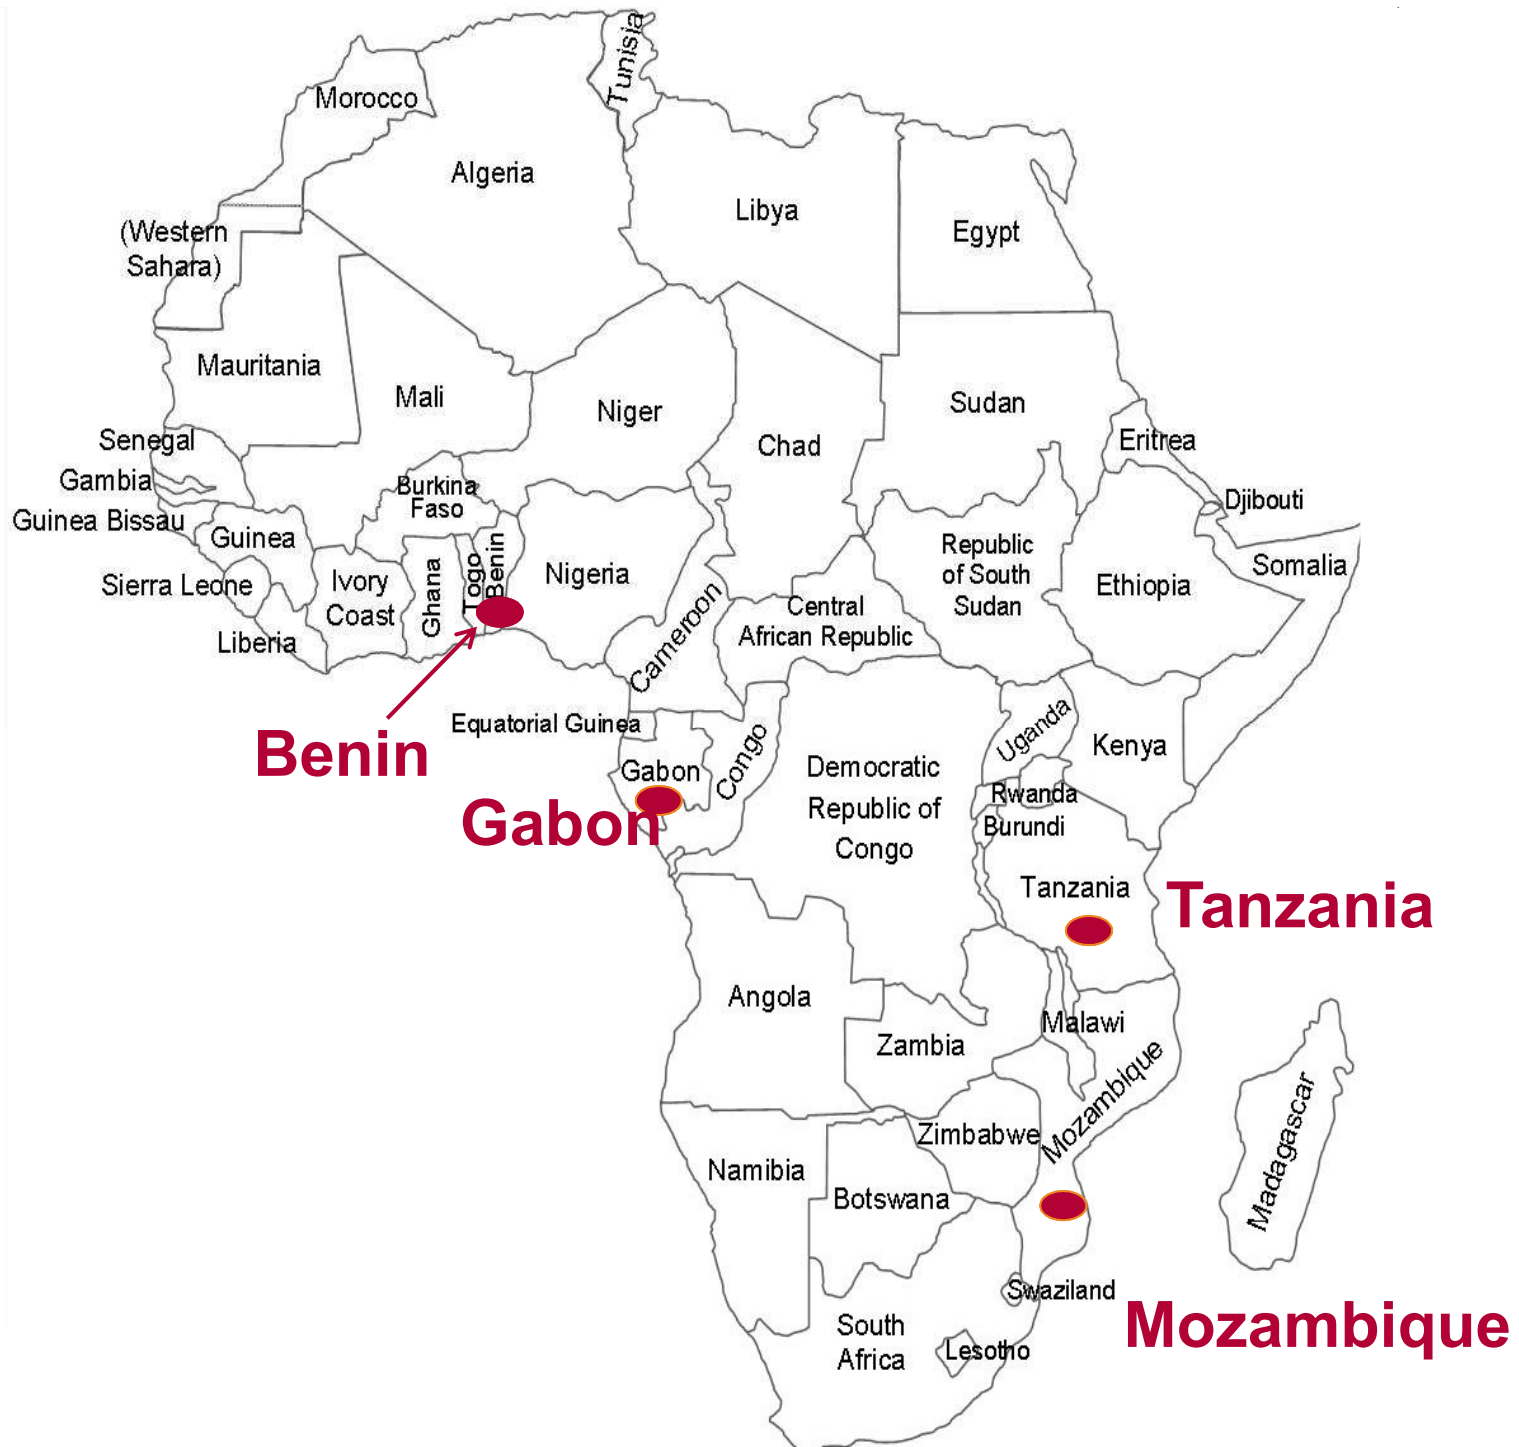 Tunisia
Morocco
Algeria
Libya
Egypt
(Western
Sahara)
Mauritania
Mali
Niger
Chad
Sudan
Eritrea
Senegal
Gambia
Guinea Bissau
Burkina
Faso
Djibouti
Guinea
Sierra Leone
Liberia
Ivory
Coast
Ghana
Togo
Benin
Nigeria
Cameroon
Central
African Republic
Republic
of South
Sudan
Ethiopia
Somalia
Benin
Equatorial Guinea
Gabon
Gabon
Congo
Democratic
Republic of
Congo
Uganda
Kenya
Rwanda
Burundi
Tanzania
Tanzania
Angola
Zambia
Malawi
Mozambique
Zimbabwe
Madagascar
Namibia
Botswana
Swaziland
Mozambique
South
Africa
Lesotho